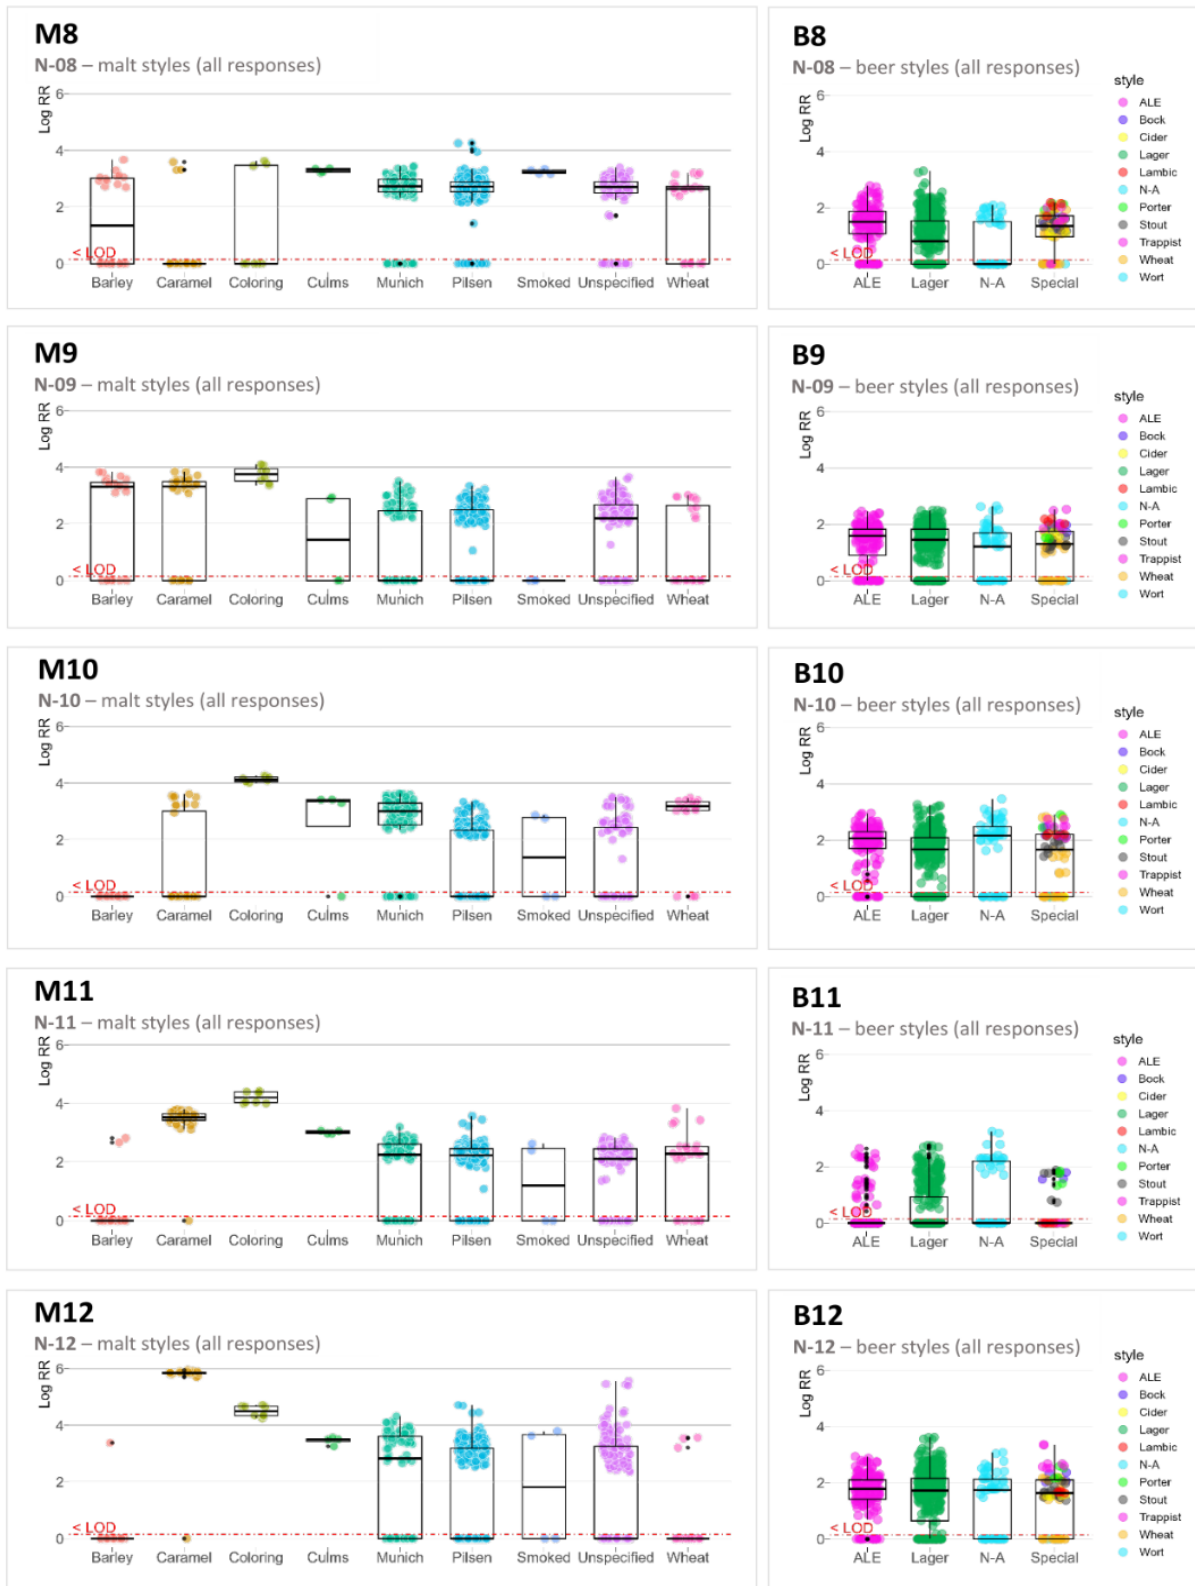 M8
N-08 – malt styles (all responses)
Log RR
6
4
2
0
< LOD
Barley Caramel Coloring Culms Munich Pilsen Smoked Unspecified Wheat
B8
N-08 – beer styles (all responses)
Log RR
6
4
2
0
< LOD
ALE Lager N-A Special
style
ALE
Bock
Cider
Lager
Lambic
N-A
Porter
Stout
Trappist
Wheat
Wort
M9
N-09 – malt styles (all responses)
Log RR
6
4
2
0
< LOD
Barley Caramel Coloring Culms Munich Pilsen Smoked Unspecified Wheat
B9
N-09 – beer styles (all responses)
Log RR
6
4
2
0
< LOD
ALE Lager N-A Special
style
ALE
Bock
Cider
Lager
Lambic
N-A
Porter
Stout
Trappist
Wheat
Wort
M10
N-10 – malt styles (all responses)
Log RR
6
4
2
0
< LOD
Barley Caramel Coloring Culms Munich Pilsen Smoked Unspecified Wheat
B10
N-10 – beer styles (all responses)
Log RR
6
4
2
0
< LOD
ALE Lager N-A Special
style
ALE
Bock
Cider
Lager
Lambic
N-A
Porter
Stout
Trappist
Wheat
Wort
M11
N-11 – malt styles (all responses)
Log RR
6
4
2
0
< LOD
Barley Caramel Coloring Culms Munich Pilsen Smoked Unspecified Wheat
B11
N-11 – beer styles (all responses)
Log RR
6
4
2
0
< LOD
ALE Lager N-A Special
style
ALE
Bock
Cider
Lager
Lambic
N-A
Porter
Stout
Trappist
Wheat
Wort
M12
N-12 – malt styles (all responses)
Log RR
6
4
2
0
< LOD
Barley Caramel Coloring Culms Munich Pilsen Smoked Unspecified Wheat
B12
N-12 – beer styles (all responses)
Log RR
6
4
2
0
< LOD
ALE Lager N-A Special
style
ALE
Bock
Cider
Lager
Lambic
N-A
Porter
Stout
Trappist
Wheat
Wort